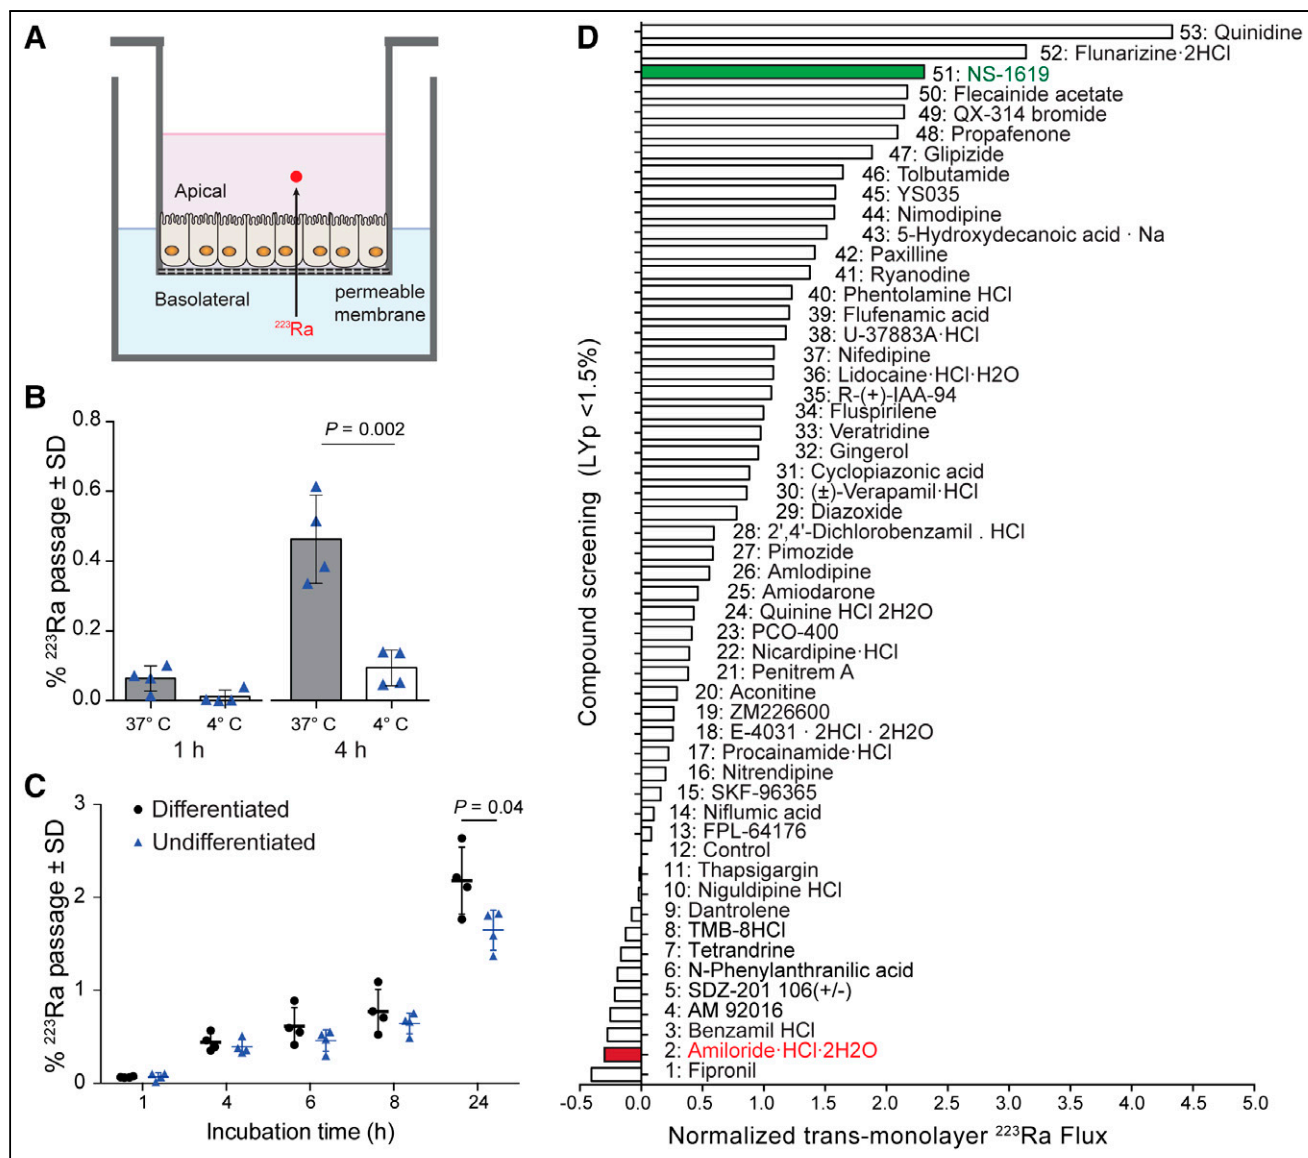 A
Apical
Basolateral
permeable
membrane
²²³Ra
B
% ²²³Ra passage ± SD
0.8
0.6
0.4
0.2
0.0
P = 0.002
37° C
4° C
37° C
4° C
1 h
4 h
C
% ²²³Ra passage ± SD
3
2
1
0
Differentiated
Undifferentiated
P = 0.04
1
4
6
8
24
Incubation time (h)
D
Compound screening (LYp <1.5%)
53: Quinidine
52: Flunarizine·2HCl
51: NS-1619
50: Flecainide acetate
49: QX-314 bromide
48: Propafenone
47: Glipizide
46: Tolbutamide
45: YS035
44: Nimodipine
43: 5-Hydroxydecanoic acid · Na
42: Paxilline
41: Ryanodine
40: Phentolamine HCl
39: Flufenamic acid
38: U-37883A·HCl
37: Nifedipine
36: Lidocaine·HCl·H2O
35: R-(+)-IAA-94
34: Fluspirilene
33: Veratridine
32: Gingerol
31: Cyclopiazonic acid
30: (±)-Verapamil·HCl
29: Diazoxide
28: 2',4'-Dichlorobenzamil . HCl
27: Pimozide
26: Amlodipine
25: Amiodarone
24: Quinine HCl 2H2O
23: PCO-400
22: Nicardipine·HCl
21: Penitrem A
20: Aconitine
19: ZM226600
18: E-4031 · 2HCl · 2H2O
17: Procainamide·HCl
16: Nitrendipine
15: SKF-96365
14: Niflumic acid
13: FPL-64176
12: Control
11: Thapsigargin
10: Niguldipine HCl
9: Dantrolene
8: TMB-8HCl
7: Tetrandrine
6: N-Phenylanthranilic acid
5: SDZ-201 106(+/-)
4: AM 92016
3: Benzamil HCl
2: Amiloride·HCl·2H2O
1: Fipronil
-0.5 0.0 0.5 1.0 1.5 2.0 2.5 3.0 3.5 4.0 4.5 5.0
Normalized trans-monolayer ²²³Ra Flux